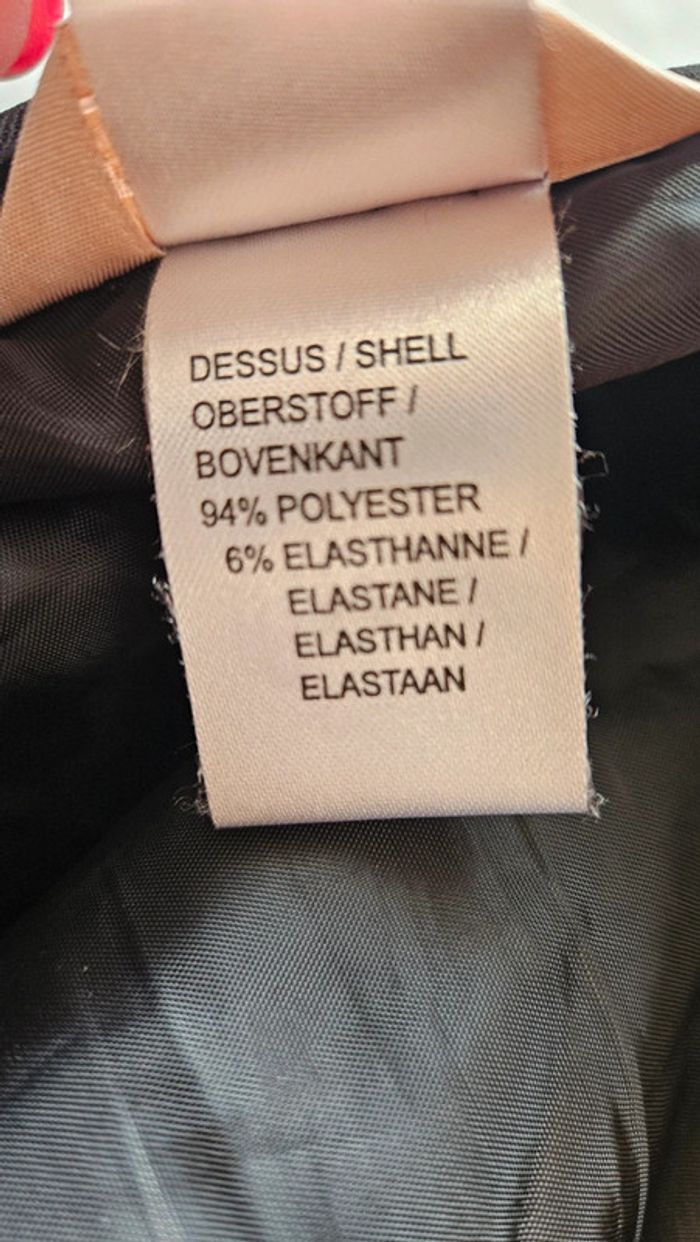 DESSUS / SHELL
OBERSTOFF /
BOVENKANT
94% POLYESTER
6% ELASTHANNE /
ELASTANE /
ELASTHAN /
ELASTAAN